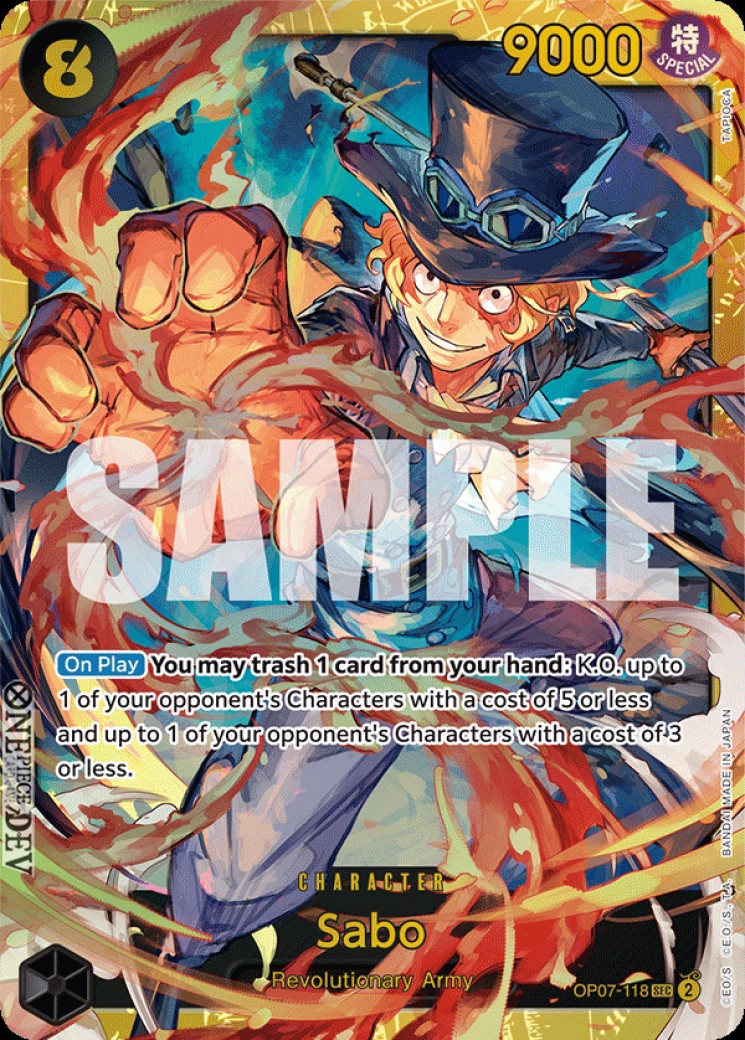 8
9000
特
SPECIAL
TAPIOCA
SAMPLE
On Play You may trash 1 card from your hand: K.O. up to
1 of your opponent's Characters with a cost of 5 or less
and up to 1 of your opponent's Characters with a cost of 3
or less.
ONE PIECE
DEV
CHARACTER
Sabo
Revolutionary Army
OP07-118 SEC 2
©E.O/S ©E.O./S., T.A. BANDAI MADE IN JAPAN